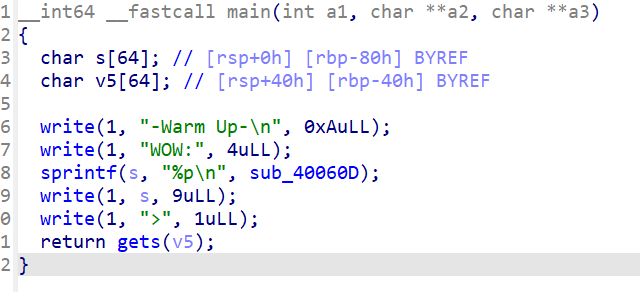 1 __int64 __fastcall main(int a1, char **a2, char **a3)
2 {
3   char s[64]; // [rsp+0h] [rbp-80h] BYREF
4   char v5[64]; // [rsp+40h] [rbp-40h] BYREF
5
6   write(1, "-Warm Up-\n", 0xAuLL);
7   write(1, "WOW:", 4uLL);
8   sprintf(s, "%p\n", sub_40060D);
9   write(1, s, 9uLL);
0   write(1, ">", 1uLL);
1   return gets(v5);
2 }